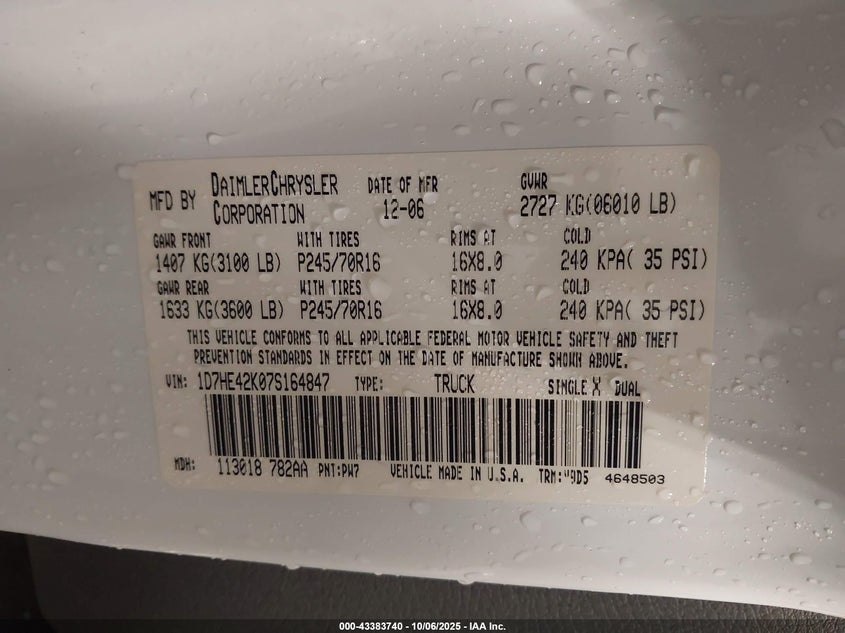 MFD BY DAIMLERCHRYSLER CORPORATION DATE OF MFR 12-06 GVWR 2727 KG(06010 LB)
GAWR FRONT WITH TIRES RIMS AT COLD
1407 KG(3100 LB) P245/70R16 16X8.0 240 KPA( 35 PSI)
GAWR REAR WITH TIRES RIMS AT COLD
1633 KG(3600 LB) P245/70R16 16X8.0 240 KPA( 35 PSI)
THIS VEHICLE CONFORMS TO ALL APPLICABLE FEDERAL MOTOR VEHICLE SAFETY AND THEFT
PREVENTION STANDARDS IN EFFECT ON THE DATE OF MANUFACTURE SHOWN ABOVE.
VIN: 1D7HE42K07S164847 TYPE: TRUCK SINGLE X DUAL
MDH: 113018 782AA PNT:PW7 VEHICLE MADE IN U.S.A. TRM: 4648503
000-43383740 - 10/06/2025 - IAA Inc.